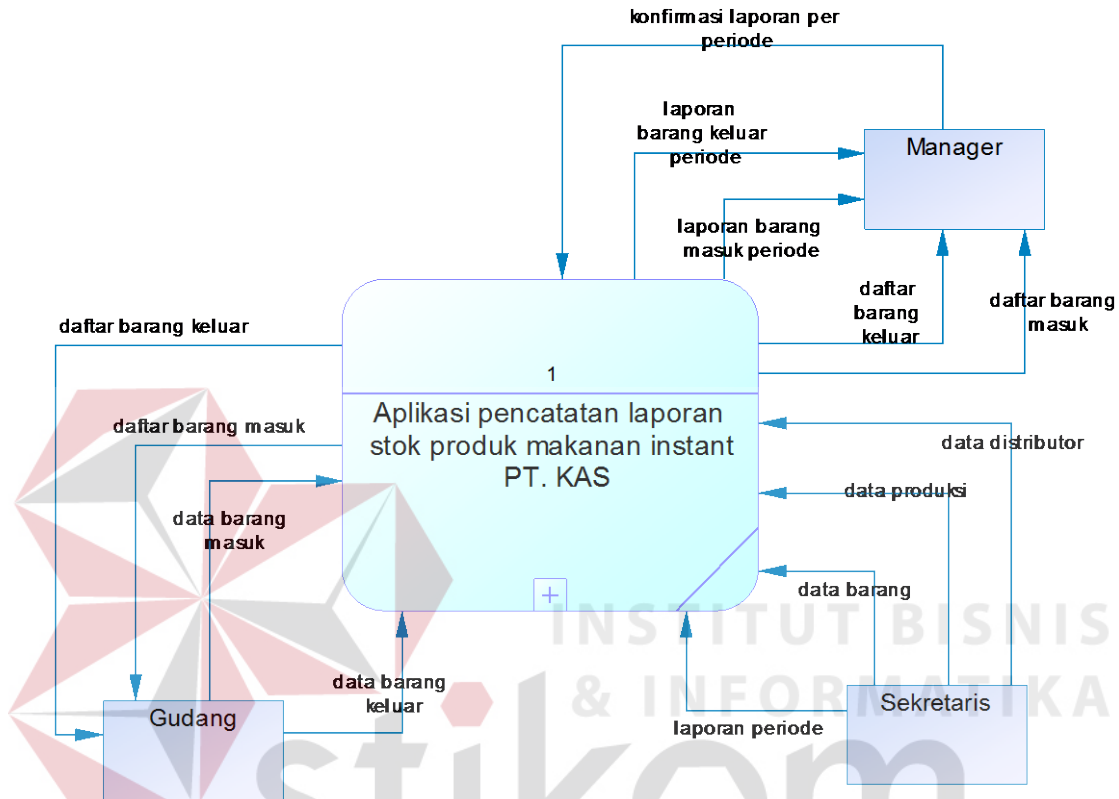 konfirmasi laporan per
periode
laporan
barang keluar
periode
Manager
laporan barang
masuk periode
daftar
barang
keluar
daftar barang
masuk
daftar barang keluar
1
Aplikasi pencatatan laporan
stok produk makanan instant
PT. KAS
daftar barang masuk
data distributor
data produksi
data barang
masuk
data barang
INSTITUT BISNIS
& INFORMATIKA
data barang
keluar
Gudang
Sekretaris
laporan periode
stikom